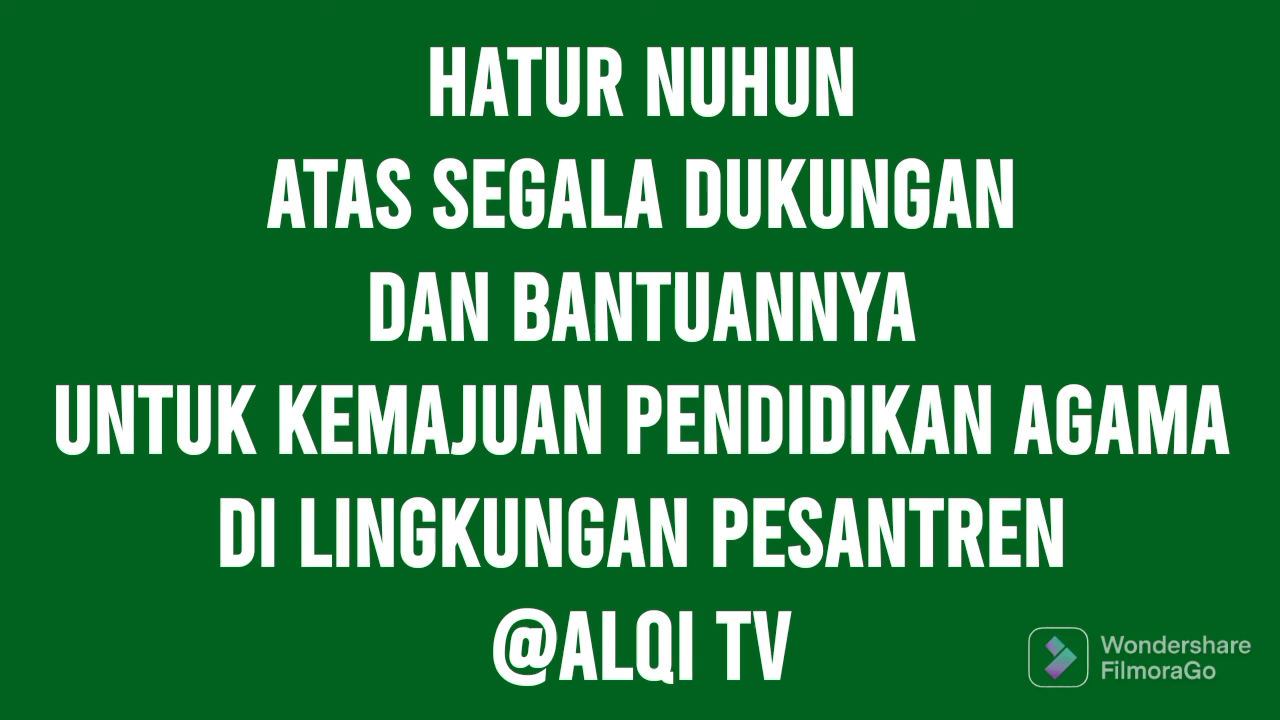 HATUR NUHUN
ATAS SEGALA DUKUNGAN
DAN BANTUANNYA
UNTUK KEMAJUAN PENDIDIKAN AGAMA
DI LINGKUNGAN PESANTREN
@ALQI TV
Wondershare
FilmoraGo